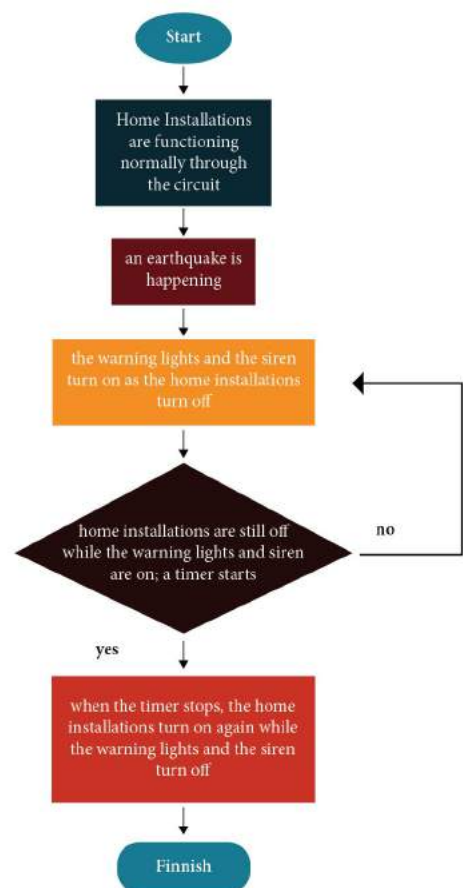 Start
Home Installations
are functioning
normally through
the circuit
an earthquake is
happening
the warning lights and the siren
turn on as the home installations
turn off
home installations are still off
while the warning lights and siren
are on; a timer starts
no
yes
when the timer stops, the home
installations turn on again while
the warning lights and the siren
turn off
Finnish